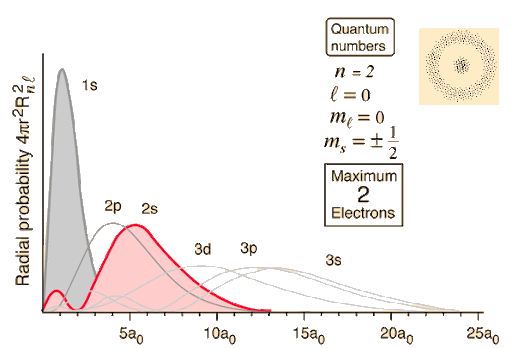 Quantum
numbers
n = 2
ℓ = 0
mℓ = 0
ms = ± 1/2
Maximum
2
Electrons
Radial probability 4πr²R²nℓ
1s
2p
2s
3d
3p
3s
5a₀
10a₀
15a₀
20a₀
25a₀